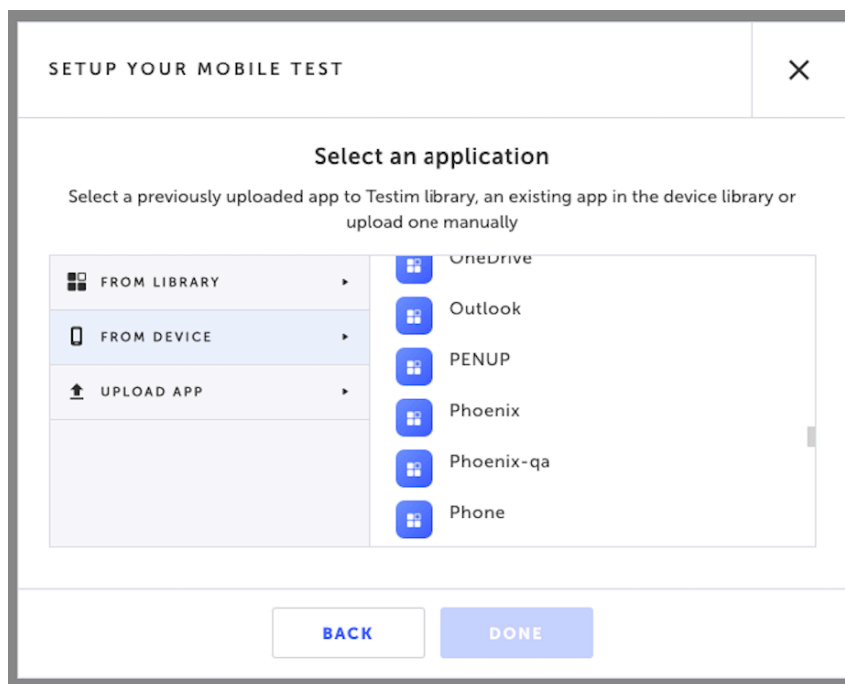 SETUP YOUR MOBILE TEST
Select an application
Select a previously uploaded app to Testim library, an existing app in the device library or
upload one manually
FROM LIBRARY
FROM DEVICE
UPLOAD APP
OneDrive
Outlook
PENUP
Phoenix
Phoenix-qa
Phone
BACK
DONE